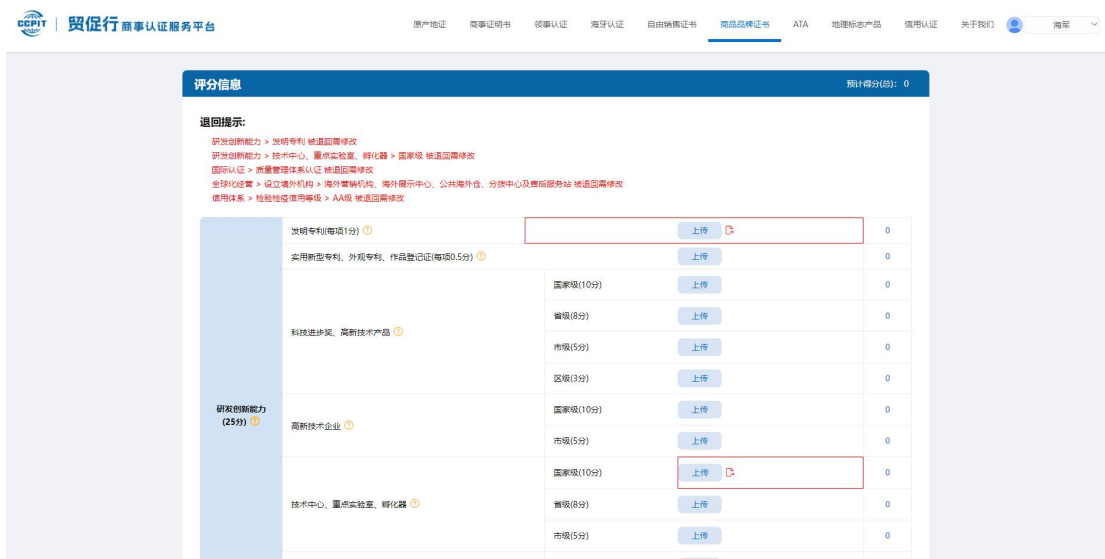 CCPIT 贸促行 商事认证服务平台
原产地证 商事证明书 领事认证 海牙认证 自由销售证书 商品品牌证书 ATA 地理标志产品 信用认证 关于我们 海军
评分信息 预计得分(总): 0
退回提示:
研发创新能力 > 发明专利 被退回需修改
研发创新能力 > 技术中心、重点实验室、孵化器 > 国家级 被退回需修改
国际认证 > 质量管理体系认证 被退回需修改
全球化经营 > 设立境外机构 > 海外营销机构、海外展示中心、公共海外仓、分拨中心及售后服务站 被退回需修改
信用体系 > 检验检疫信用等级 > AA级 被退回需修改
发明专利(每项1分) ? 上传 0
实用新型专利、外观专利、作品登记证(每项0.5分) ? 上传 0
国家级(10分) 上传 0
省级(8分) 上传 0
科技进步奖、高新技术产品 ?
市级(5分) 上传 0
区级(3分) 上传 0
研发创新能力
(25分) ?
国家级(10分) 上传 0
高新技术企业 ?
市级(5分) 上传 0
国家级(10分) 上传 0
技术中心、重点实验室、孵化器 ? 省级(8分) 上传 0
市级(5分) 上传 0